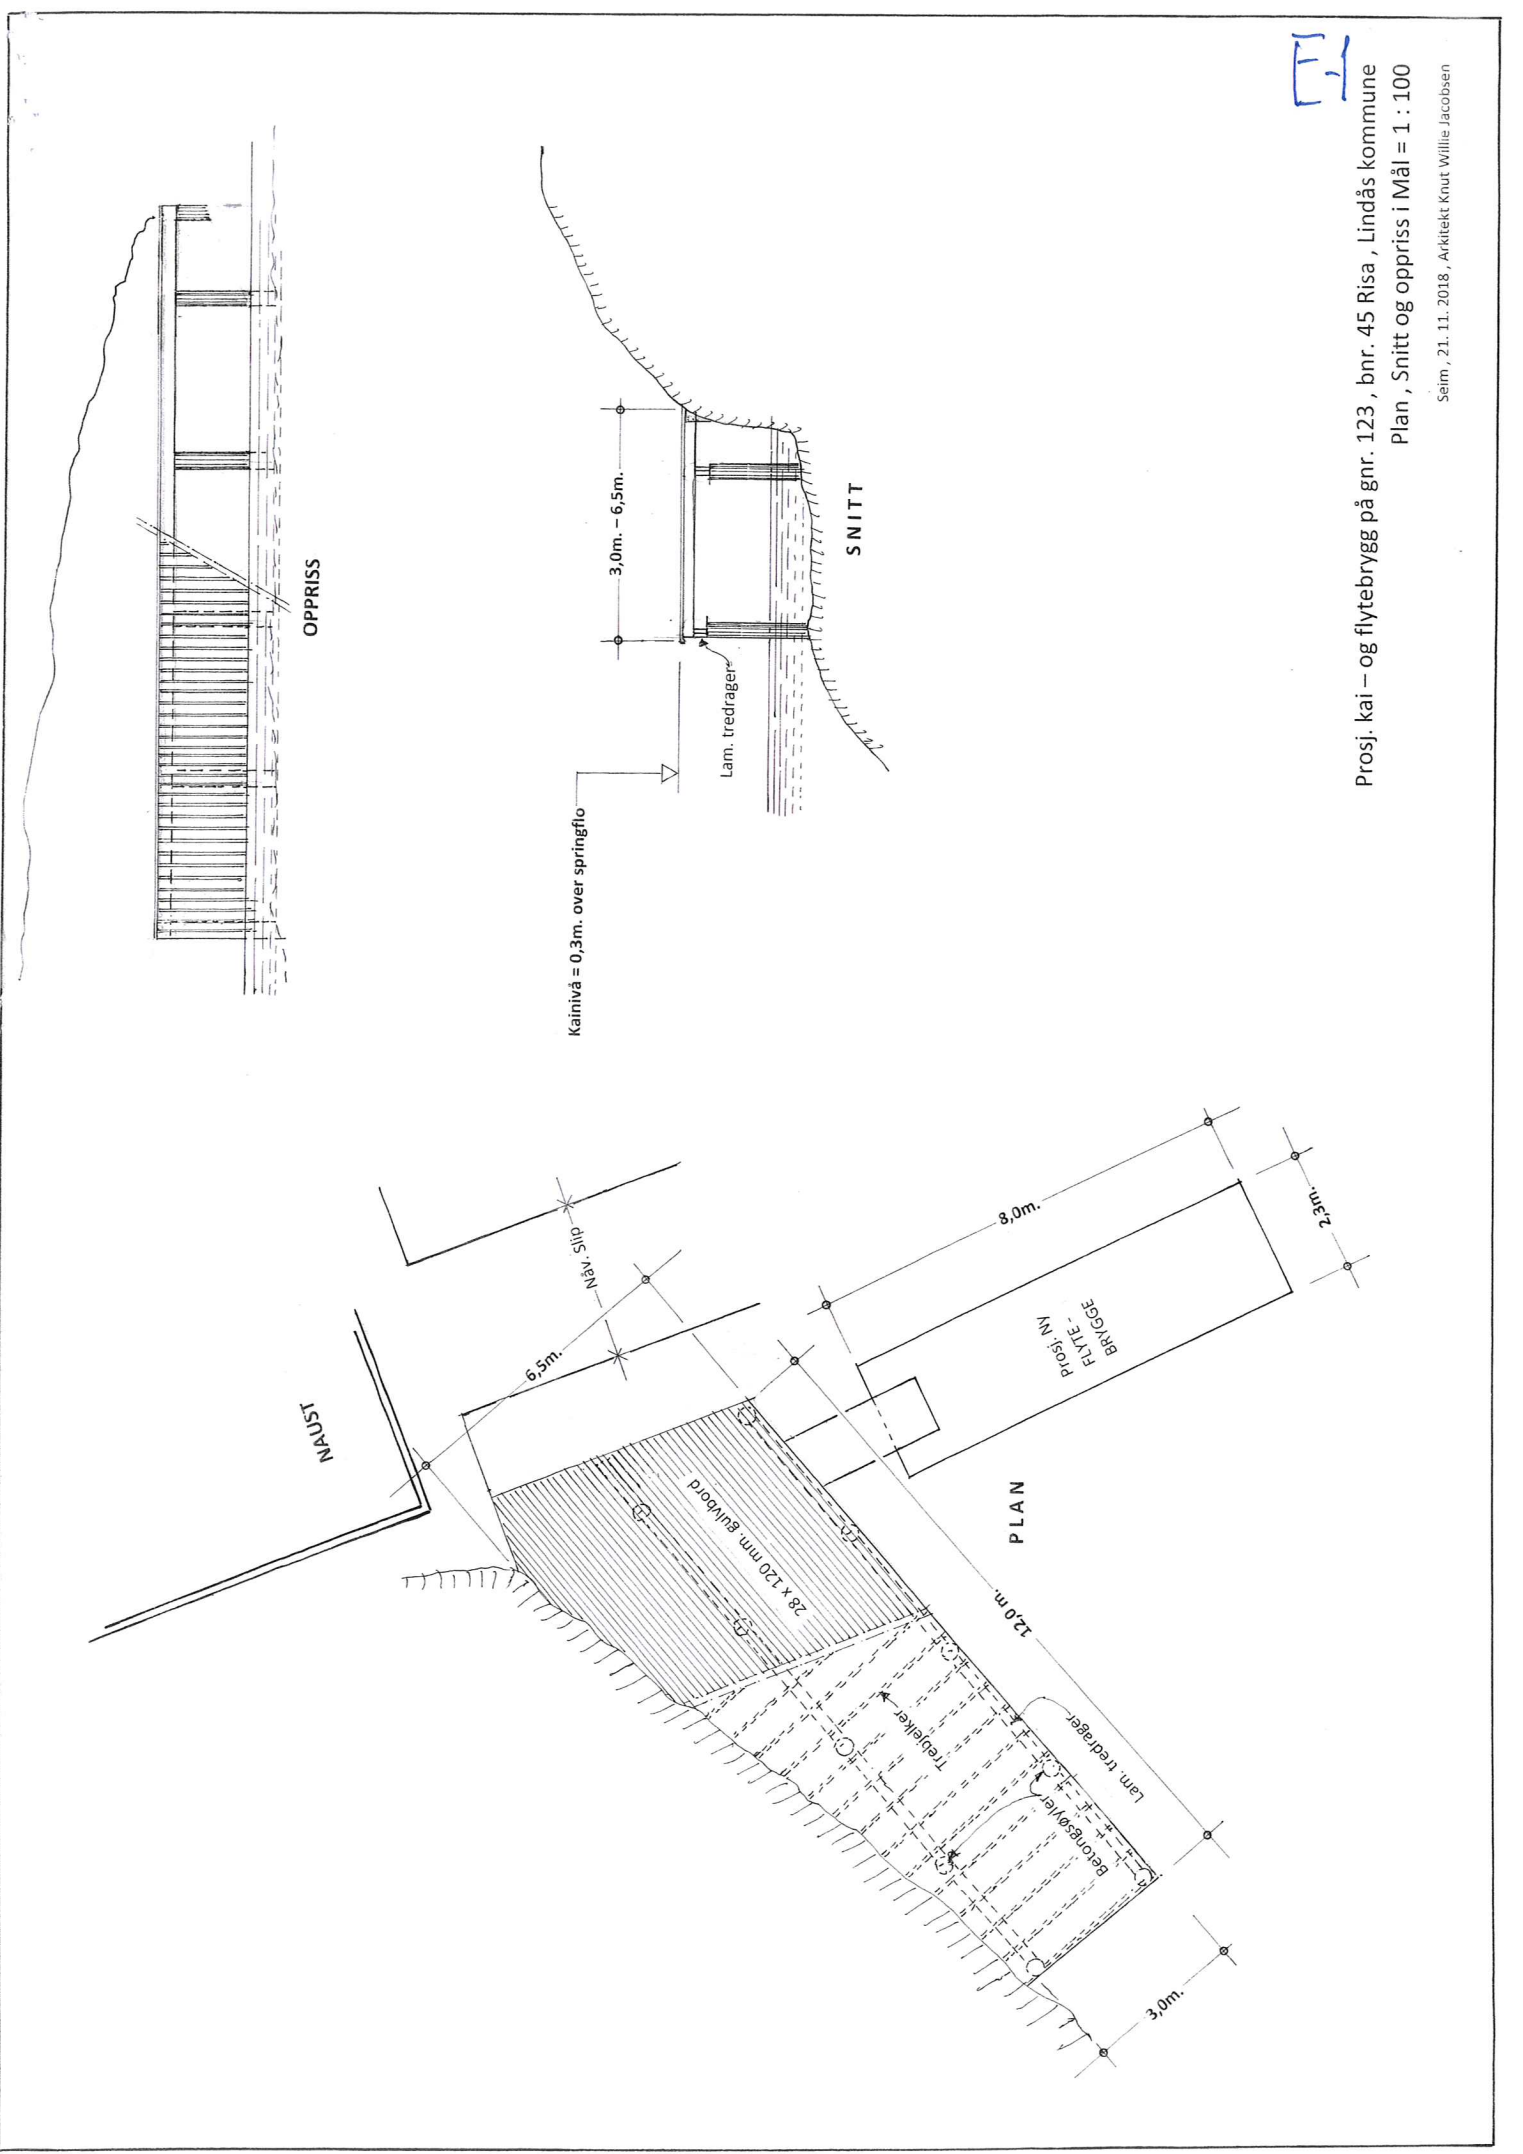 OPPRISS
Kainivå = 0,3m. over springflo
3,0m. – 6,5m.
Lam. tredrager
SNITT
NAUST
Nåv. Slip
6,5m.
28 x 120 mm. gulvbord
Trebjelker
Betongsøyler
Lam. tredrager
12,0 m.
3,0m.
Prosj. NY
FLYTE -
BRYGGE
8,0m.
2,3m.
PLAN
Prosj. kai – og flytebrygg på gnr. 123 , bnr. 45 Risa , Lindås kommune
Plan , Snitt og oppriss i Mål = 1 : 100
Seim , 21. 11. 2018 , Arkitekt Knut Willie Jacobsen